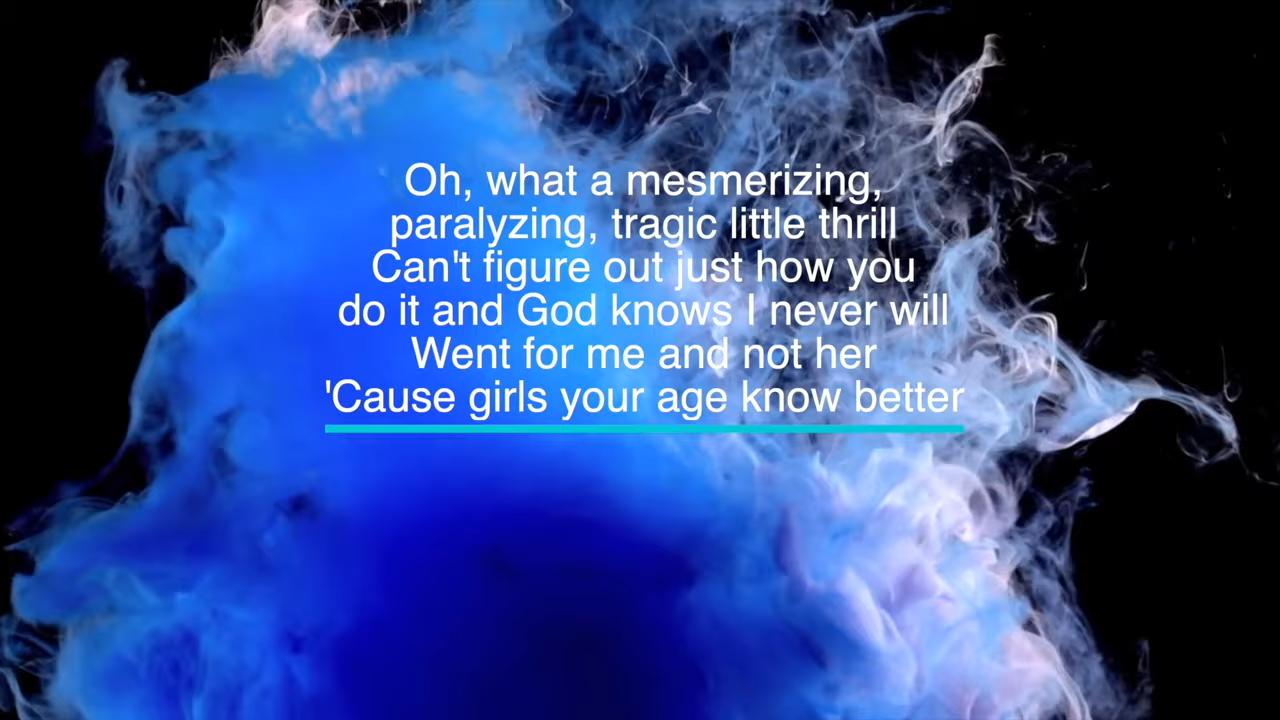 Oh, what a mesmerizing,
paralyzing, tragic little thrill
Can't figure out just how you
do it and God knows I never will
Went for me and not her
'Cause girls your age know better